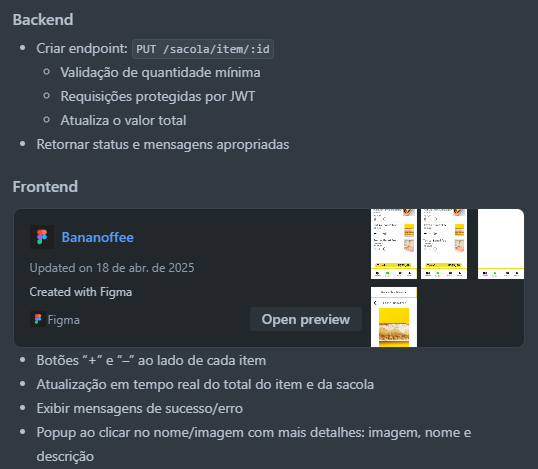 Backend
Criar endpoint: PUT /sacola/item/:id
Validação de quantidade mínima
Requisições protegidas por JWT
Atualiza o valor total
Retornar status e mensagens apropriadas
Frontend
Bananoffee
Updated on 18 de abr. de 2025
Created with Figma
Figma
Open preview
Botões “+” e “–” ao lado de cada item
Atualização em tempo real do total do item e da sacola
Exibir mensagens de sucesso/erro
Popup ao clicar no nome/imagem com mais detalhes: imagem, nome e
descrição